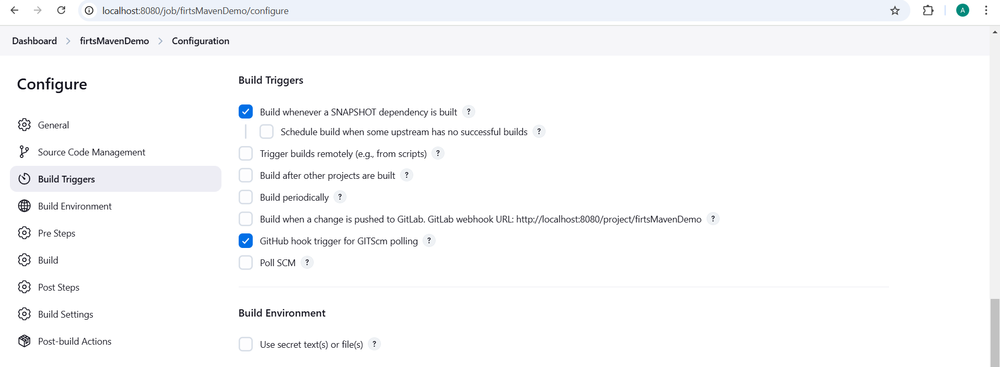 localhost:8080/job/firtsMavenDemo/configure
A
Dashboard > firtsMavenDemo > Configuration
Configure
General
Source Code Management
Build Triggers
Build Environment
Pre Steps
Build
Post Steps
Build Settings
Post-build Actions
Build Triggers
Build whenever a SNAPSHOT dependency is built ?
Schedule build when some upstream has no successful builds ?
Trigger builds remotely (e.g., from scripts) ?
Build after other projects are built ?
Build periodically ?
Build when a change is pushed to GitLab. GitLab webhook URL: http://localhost:8080/project/firtsMavenDemo ?
GitHub hook trigger for GITScm polling ?
Poll SCM ?
Build Environment
Use secret text(s) or file(s) ?